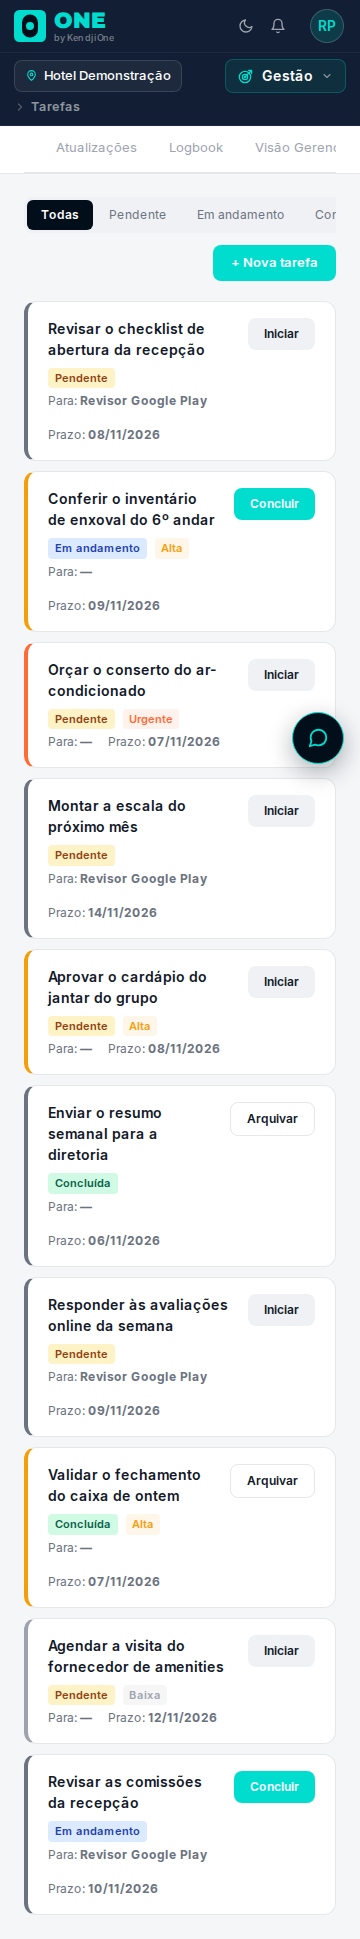 ONE
by KendjiOne
RP
Hotel Demonstração
Gestão
Tarefas
Atualizações Logbook Visão Geren
Todas Pendente Em andamento Con
+ Nova tarefa
Revisar o checklist de
abertura da recepção
Iniciar
Pendente
Para: Revisor Google Play
Prazo: 08/11/2026
Conferir o inventário
de enxoval do 6º andar
Concluir
Em andamento Alta
Para: —
Prazo: 09/11/2026
Orçar o conserto do ar-
condicionado
Iniciar
Pendente Urgente
Para: — Prazo: 07/11/2026
Montar a escala do
próximo mês
Iniciar
Pendente
Para: Revisor Google Play
Prazo: 14/11/2026
Aprovar o cardápio do
jantar do grupo
Iniciar
Pendente Alta
Para: — Prazo: 08/11/2026
Enviar o resumo
semanal para a
diretoria
Arquivar
Concluída
Para: —
Prazo: 06/11/2026
Responder às avaliações
online da semana
Iniciar
Pendente
Para: Revisor Google Play
Prazo: 09/11/2026
Validar o fechamento
do caixa de ontem
Arquivar
Concluída Alta
Para: —
Prazo: 07/11/2026
Agendar a visita do
fornecedor de amenities
Iniciar
Pendente Baixa
Para: — Prazo: 12/11/2026
Revisar as comissões
da recepção
Concluir
Em andamento
Para: Revisor Google Play
Prazo: 10/11/2026